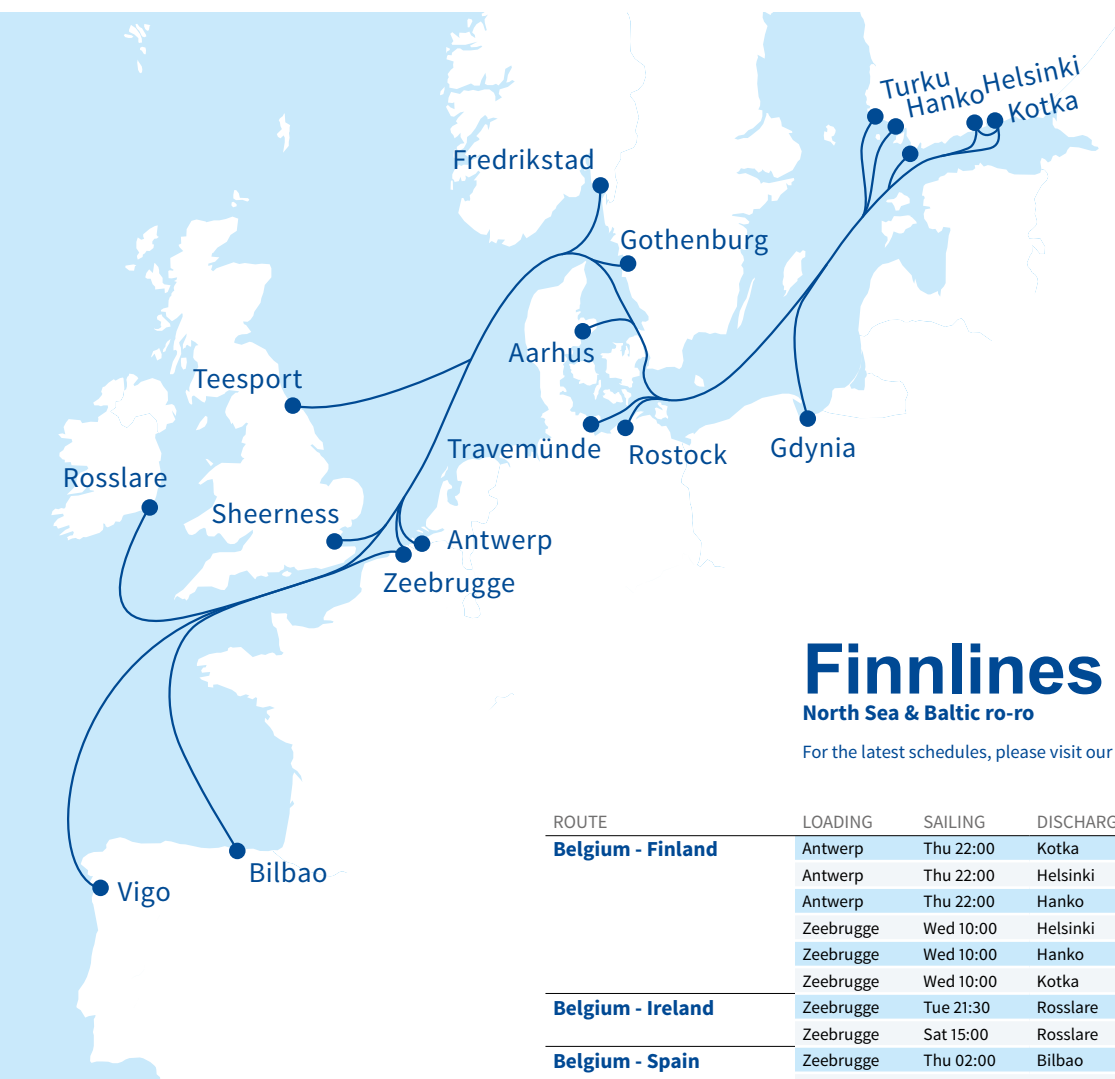 Turku
Hanko
Helsinki
Kotka
Fredrikstad
Gothenburg
Aarhus
Teesport
Travemünde
Rostock
Gdynia
Rosslare
Sheerness
Antwerp
Zeebrugge
Bilbao
Vigo
Finnlines
North Sea & Baltic ro-ro
For the latest schedules, please visit our
ROUTE LOADING SAILING DISCHARG
Belgium - Finland Antwerp Thu 22:00 Kotka
Antwerp Thu 22:00 Helsinki
Antwerp Thu 22:00 Hanko
Zeebrugge Wed 10:00 Helsinki
Zeebrugge Wed 10:00 Hanko
Zeebrugge Wed 10:00 Kotka
Belgium - Ireland Zeebrugge Tue 21:30 Rosslare
Zeebrugge Sat 15:00 Rosslare
Belgium - Spain Zeebrugge Thu 02:00 Bilbao